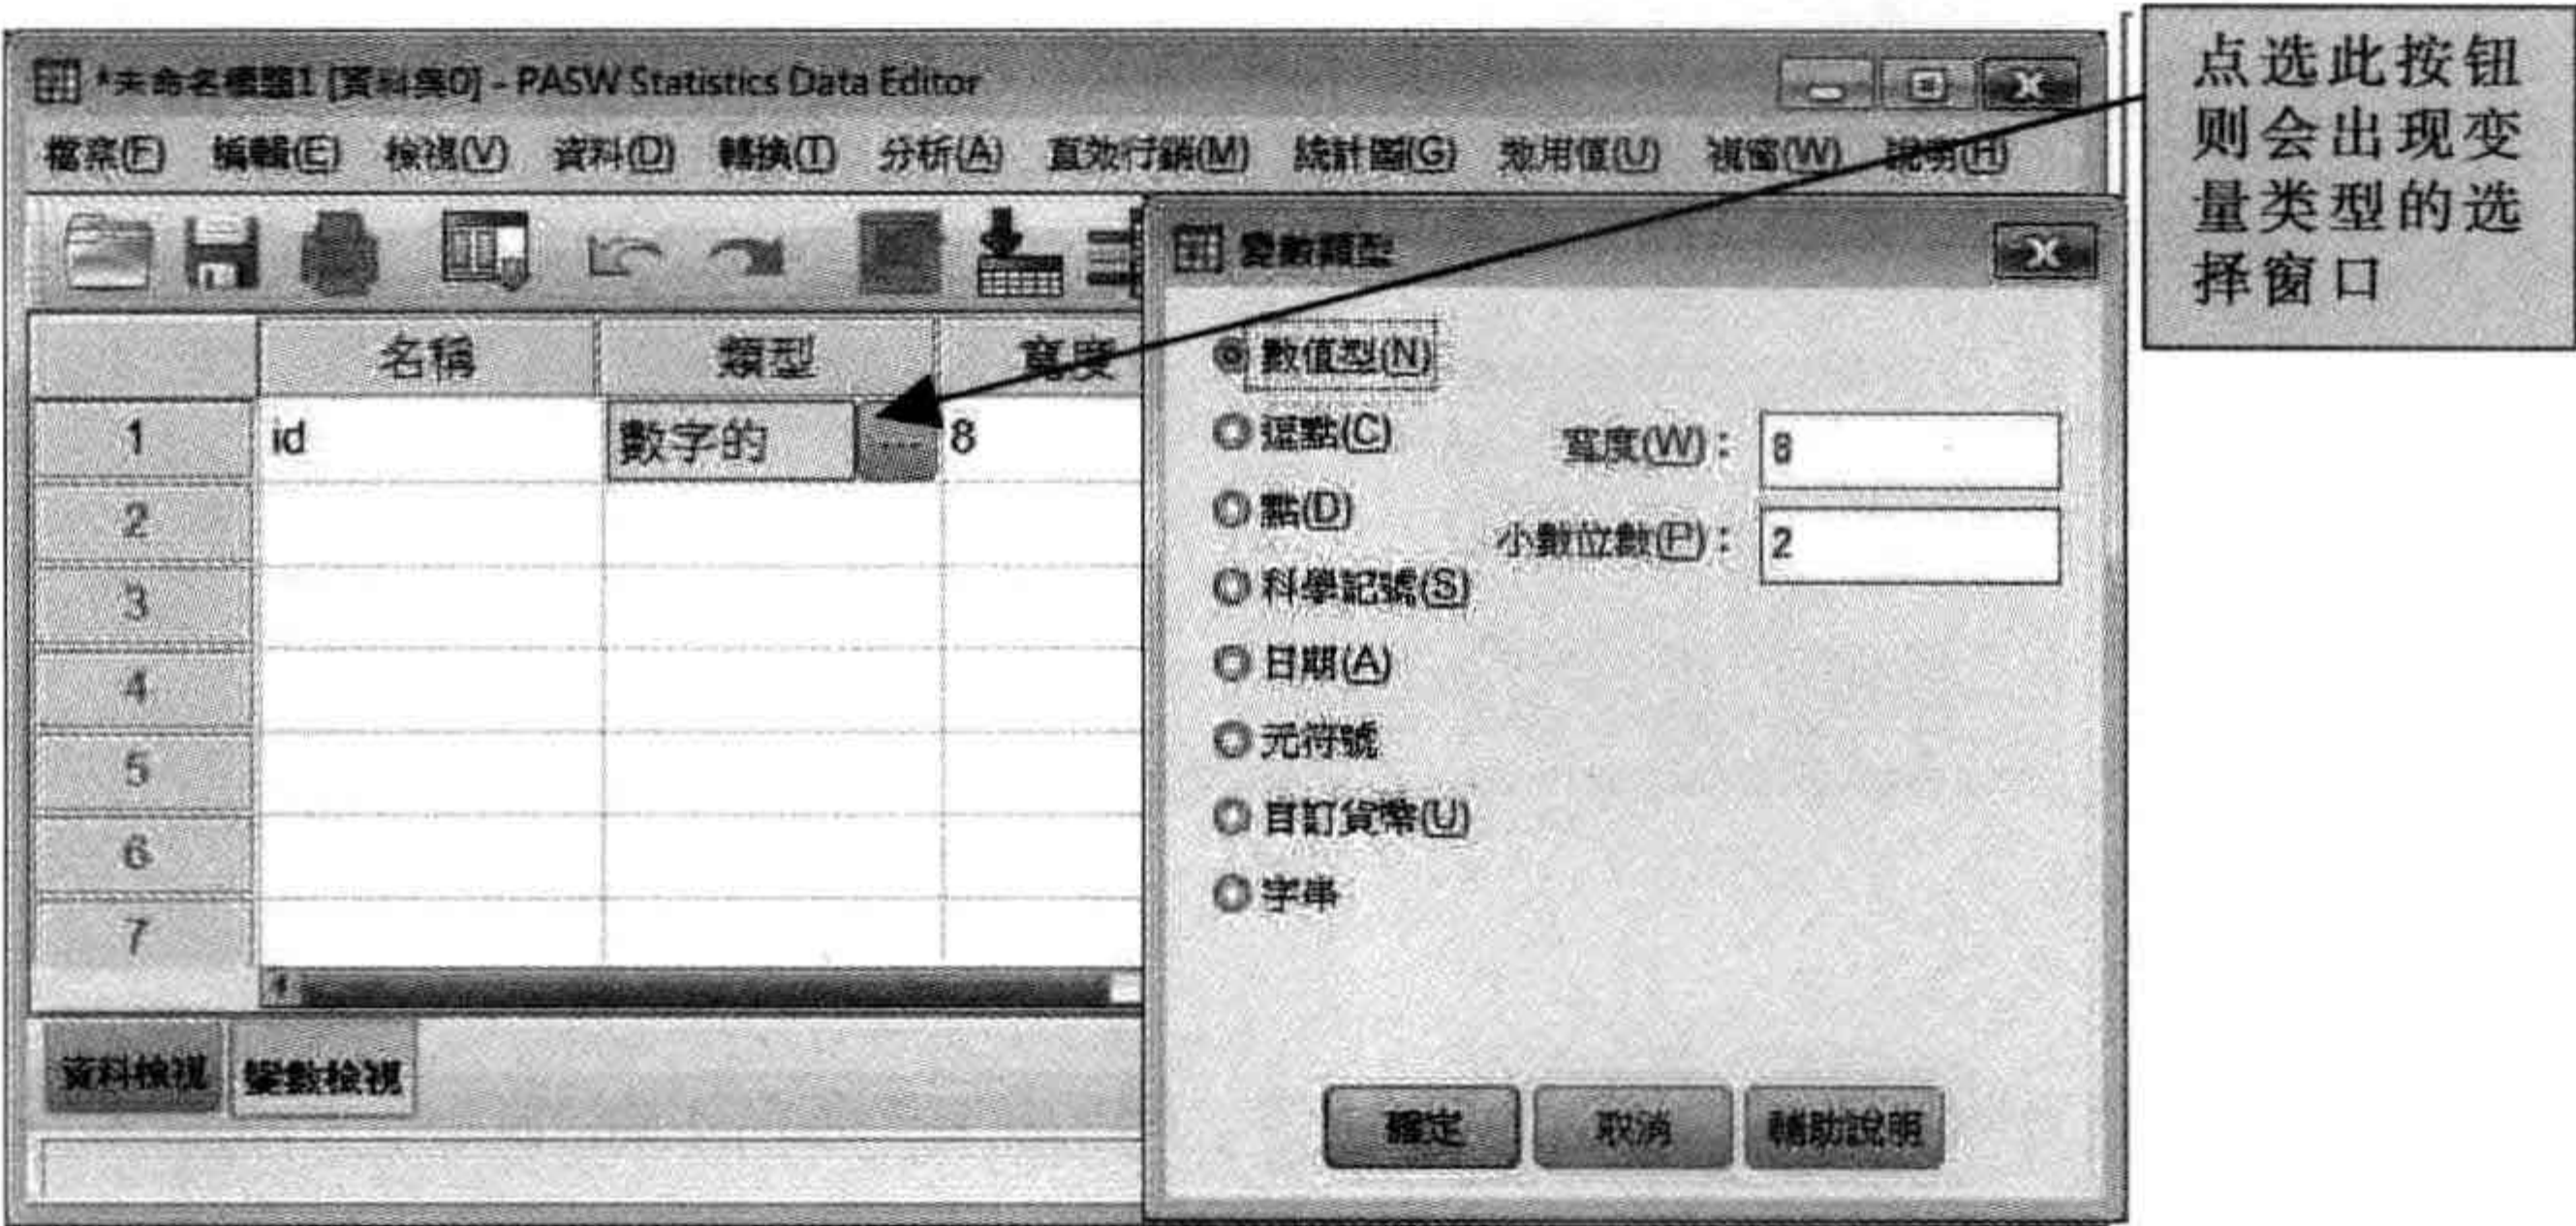 *未命名標題1 [資料集0] - PASW Statistics Data Editor
檔案(F) 編輯(E) 檢視(V) 資料(D) 轉換(T) 分析(A) 直效行銷(M) 統計圖(G) 效用值(U) 視窗(W) 說明(H)
名稱 類型 寬度
1 id 數字的 ... 8
2
3
4
5
6
7
資料檢視 變數檢視
變數類型
數值型(N)
逗點(C)
點(D)
科學記號(S)
日期(A)
元符號
自訂貨幣(U)
字串
寬度(W)： 8
小數位數(P)： 2
確定 取消 輔助說明
点选此按钮
则会出现变
量类型的选
择窗口